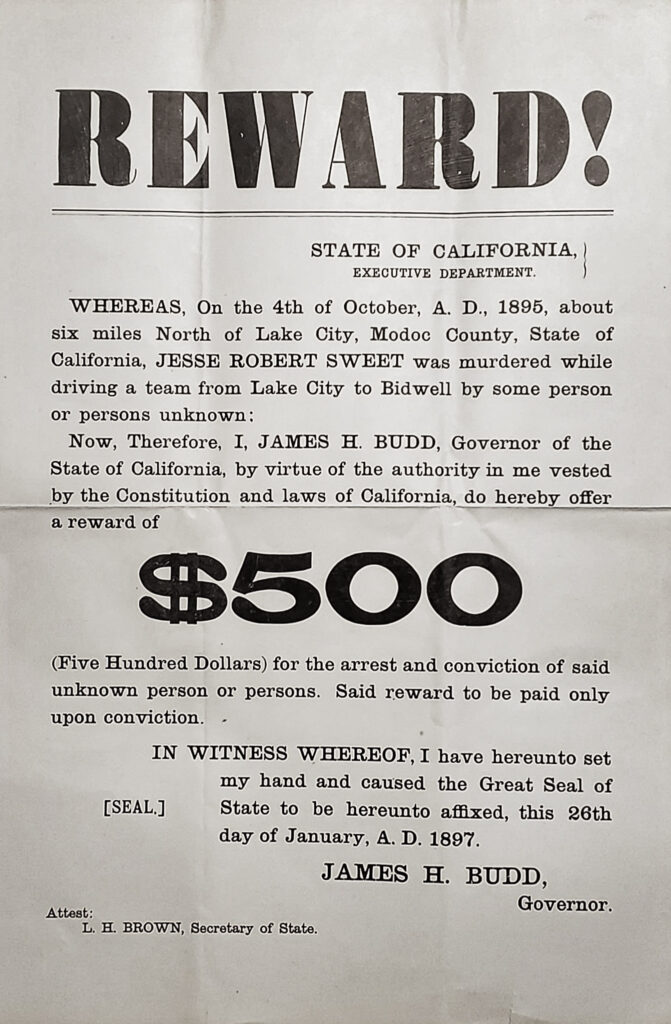 REWARD!
STATE OF CALIFORNIA,
EXECUTIVE DEPARTMENT.
WHEREAS, On the 4th of October, A. D., 1895, about
six miles North of Lake City, Modoc County, State of
California, JESSE ROBERT SWEET was murdered while
driving a team from Lake City to Bidwell by some person
or persons unknown:
Now, Therefore, I, JAMES H. BUDD, Governor of the
State of California, by virtue of the authority in me vested
by the Constitution and laws of California, do hereby offer
a reward of
$500
(Five Hundred Dollars) for the arrest and conviction of said
unknown person or persons. Said reward to be paid only
upon conviction.
IN WITNESS WHEREOF, I have hereunto set
my hand and caused the Great Seal of
[SEAL.] State to be hereunto affixed, this 26th
day of January, A. D. 1897.
JAMES H. BUDD,
Governor.
Attest:
L. H. BROWN, Secretary of State.